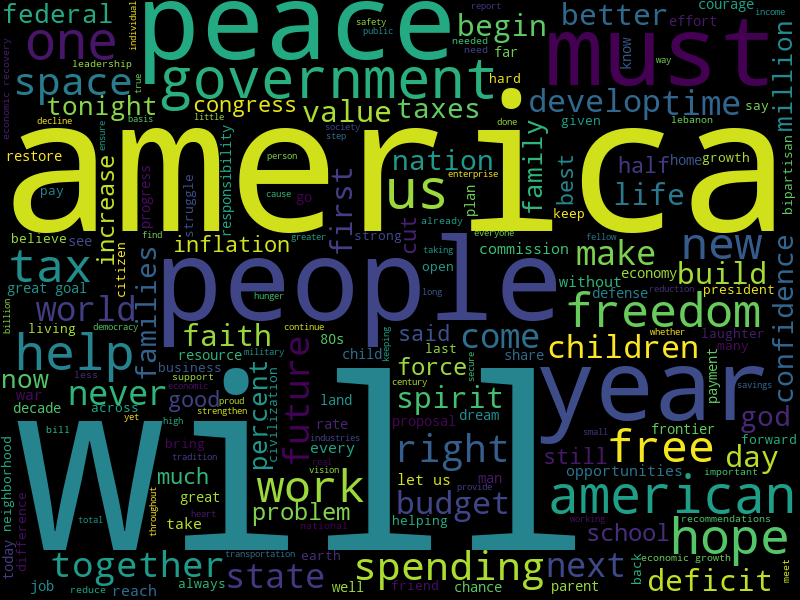 federal
one
peace
begin
better
courage
income
must
million
effort
report
know
way
individual
safety
public
needed
need
far
leadership
economic recovery
space
true
government
hard
tonight
congress
value
taxes
develop
time
say
decline
basis
little
done
given
lebanon
bipartisan
america
restore
ensure
increase
progress
struggle
responsibility
society
step
person
cause
go
first
nation
us
enterprise
plan
family
best
half
home
growth
life
keep
pay
believe
see
citizen
find
inflation
greater
strong
cut
already
everyone
commission
fellow
make
new
confidence
tax
great goal
families
people
hunger
taking
open
long
without
defense
economy
build
reduction
president
world
billion
living
democracy
faith
continue
80s
said
come
freedom
whether
laughter
many
help
resource
business
military
child
keeping
last
share
children
payment
now
war
less
never
support
economic
proud
strengthen
civilization
future
force
century
secure
year
savings
decade
across
good
percent
land
spirit
dream
god
small
frontier
forward
yet
high
bill
tradition
bring
rate
industries
every
real
proposal
right
man
still
free
day
will
today neighborhood
difference
much
vision
let us
provide
opportunities
important
great
work
budget
american
working
throughout
take
heart
problem
national
helping
school
recommendations
hope
total
together
transportation
earth
spending
next
back
economic growth
meet
state
job
reduce
reach
always
well
friend
chance
parent
deficit